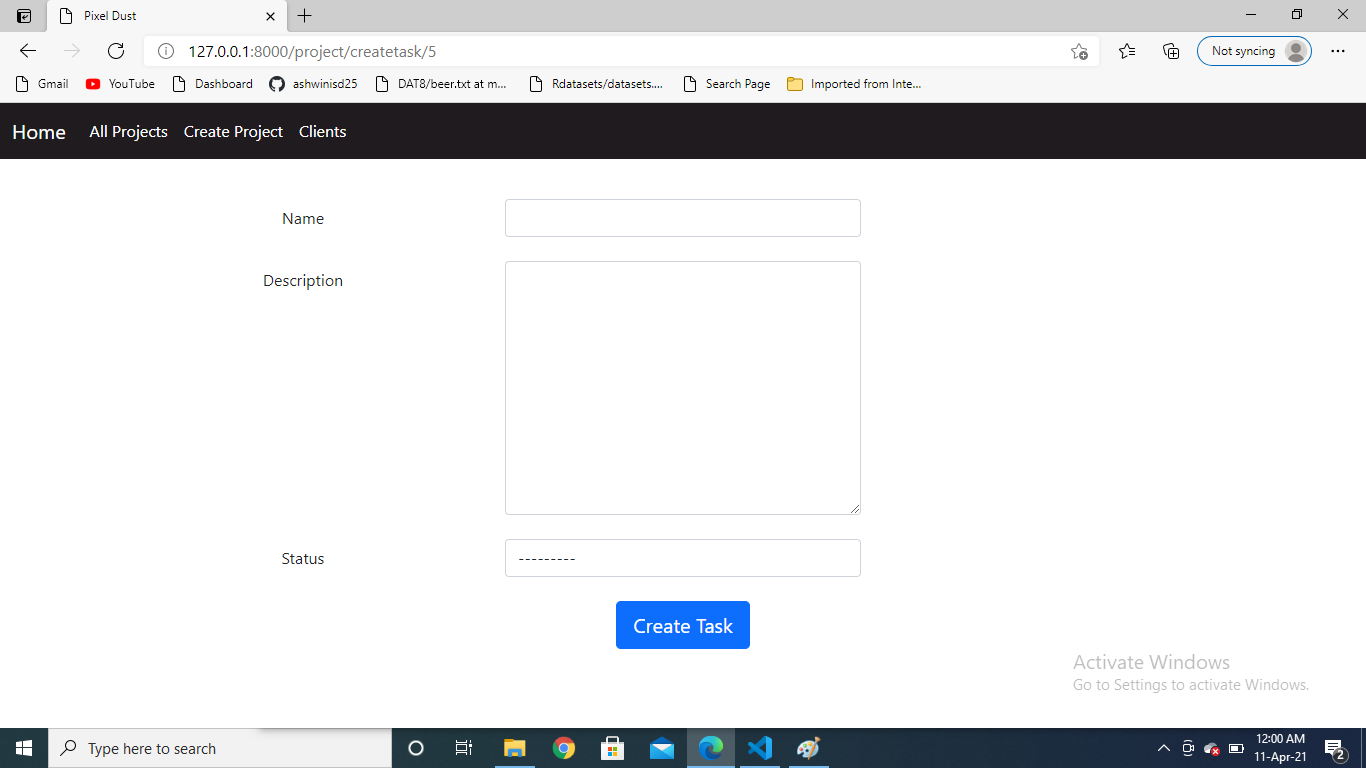 Pixel Dust
127.0.0.1:8000/project/createtask/5
Not syncing
Gmail YouTube Dashboard ashwinisd25 DAT8/beer.txt at m... Rdatasets/datasets.... Search Page Imported from Inte...
Home All Projects Create Project Clients
Name
Description
Status ---------
Create Task
Activate Windows
Go to Settings to activate Windows.
Type here to search
12:00 AM
11-Apr-21
2